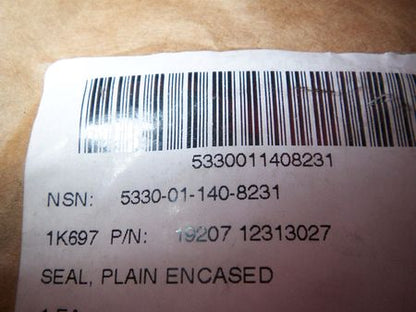 5330011408231
NSN: 5330-01-140-8231
1K697 P/N: 19207 12313027
SEAL, PLAIN ENCASED